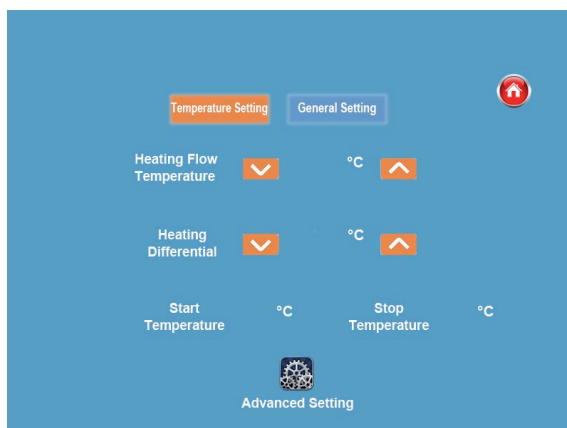 Temperature Setting
General Setting
Heating Flow
Temperature
°C
Heating
Differential
°C
Start
Temperature
°C
Stop
Temperature
°C
Advanced Setting